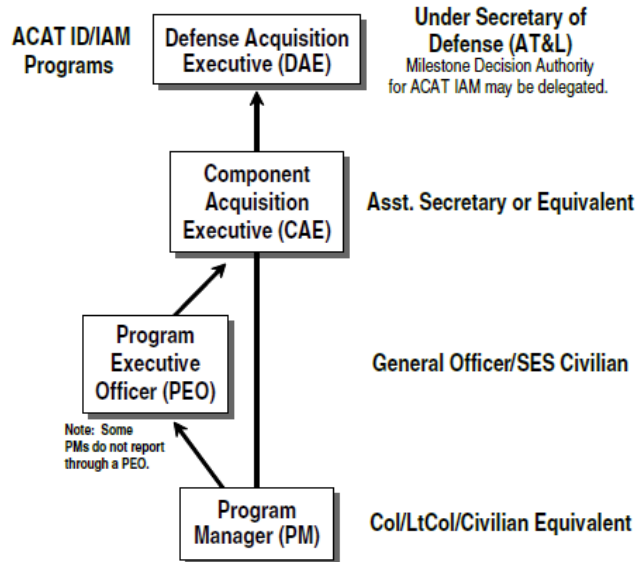 ACAT ID/IAM
Programs
Defense Acquisition
Executive (DAE)
Under Secretary of
Defense (AT&L)
Milestone Decision Authority
for ACAT IAM may be delegated.
Component
Acquisition
Executive (CAE)
Asst. Secretary or Equivalent
Program
Executive
Officer (PEO)
General Officer/SES Civilian
Note: Some
PMs do not report
through a PEO.
Program
Manager (PM)
Col/LtCol/Civilian Equivalent